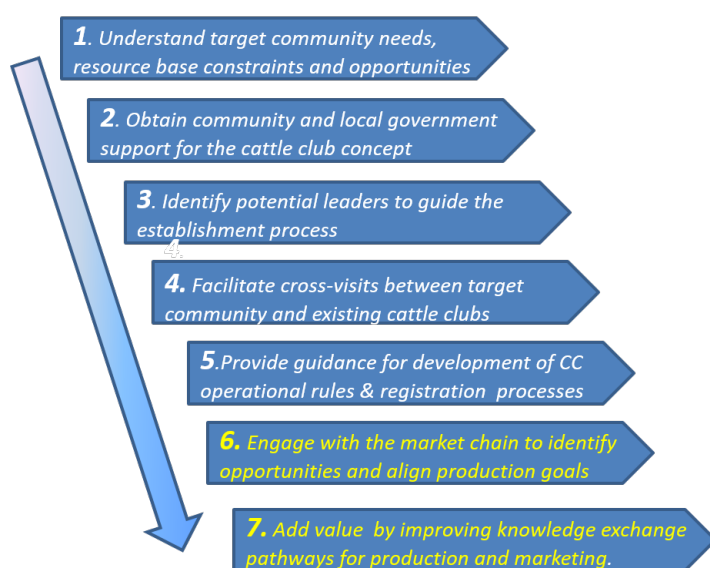 1. Understand target community needs,
resource base constraints and opportunities
2. Obtain community and local government
support for the cattle club concept
3. Identify potential leaders to guide the
establishment process
4.
4. Facilitate cross-visits between target
community and existing cattle clubs
5.Provide guidance for development of CC
operational rules & registration processes
6. Engage with the market chain to identify
opportunities and align production goals
7. Add value by improving knowledge exchange
pathways for production and marketing.